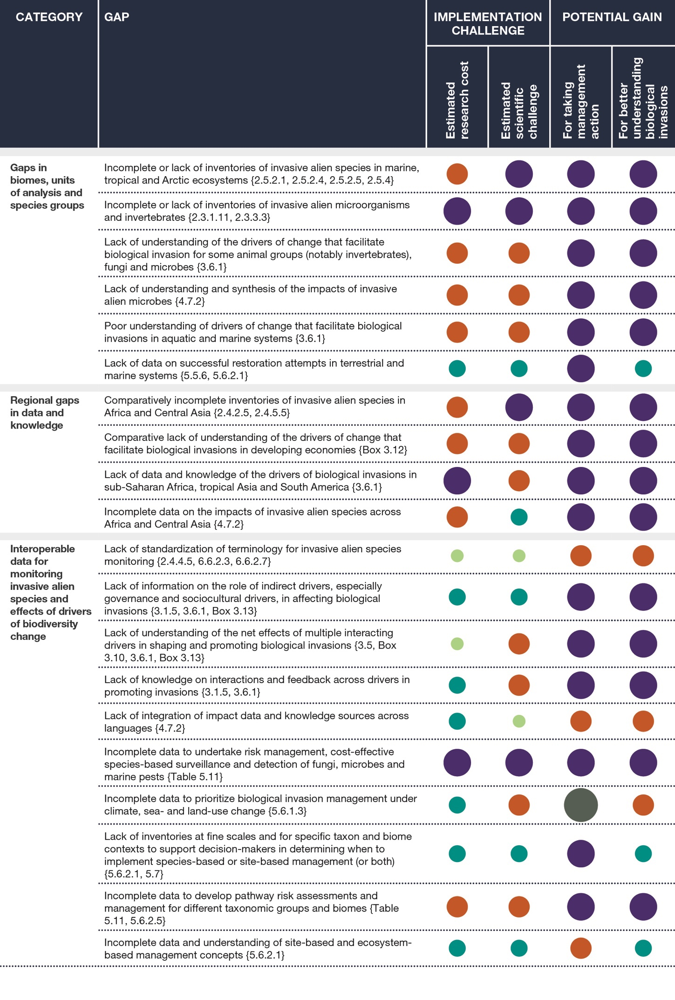 CATEGORY
GAP
IMPLEMENTATION
CHALLENGE
POTENTIAL GAIN
Estimated
research cost
Estimated
scientific
challenge
For taking
management
action
For better
understanding
biological
invasions
Gaps in
biomes, units
of analysis and
species groups
Incomplete or lack of inventories of invasive alien species in marine,
tropical and Arctic ecosystems {2.5.2.1, 2.5.2.4, 2.5.2.5, 2.5.4}
Incomplete or lack of inventories of invasive alien microorganisms
and invertebrates {2.3.1.11, 2.3.3.3}
Lack of understanding of the drivers of change that facilitate
biological invasion for some animal groups (notably invertebrates),
fungi and microbes {3.6.1}
Lack of understanding and synthesis of the impacts of invasive
alien microbes {4.7.2}
Poor understanding of drivers of change that facilitate biological
invasions in aquatic and marine systems {3.6.1}
Lack of data on successful restoration attempts in terrestrial and
marine systems {5.5.6, 5.6.2.1}
Regional gaps
in data and
knowledge
Comparatively incomplete inventories of invasive alien species in
Africa and Central Asia {2.4.2.5, 2.4.5.5}
Comparative lack of understanding of the drivers of change that
facilitate biological invasions in developing economies {Box 3.12}
Lack of data and knowledge of the drivers of biological invasions in
sub-Saharan Africa, tropical Asia and South America {3.6.1}
Incomplete data on the impacts of invasive alien species across
Africa and Central Asia {4.7.2}
Interoperable
data for
monitoring
invasive alien
species and
effects of drivers
of biodiversity
change
Lack of standardization of terminology for invasive alien species
monitoring {2.4.4.5, 6.6.2.3, 6.6.2.7}
Lack of information on the role of indirect drivers, especially
governance and sociocultural drivers, in affecting biological
invasions {3.1.5, 3.6.1, Box 3.13}
Lack of understanding of the net effects of multiple interacting
drivers in shaping and promoting biological invasions {3.5, Box
3.10, 3.6.1, Box 3.13}
Lack of knowledge on interactions and feedback across drivers in
promoting invasions {3.1.5, 3.6.1}
Lack of integration of impact data and knowledge sources across
languages {4.7.2}
Incomplete data to undertake risk management, cost-effective
species-based surveillance and detection of fungi, microbes and
marine pests {Table 5.11}
Incomplete data to prioritize biological invasion management under
climate, sea- and land-use change {5.6.1.3}
Lack of inventories at fine scales and for specific taxon and biome
contexts to support decision-makers in determining when to
implement species-based or site-based management (or both)
{5.6.2.1, 5.7}
Incomplete data to develop pathway risk assessments and
management for different taxonomic groups and biomes {Table
5.11, 5.6.2.5}
Incomplete data and understanding of site-based and ecosystem-
based management concepts {5.6.2.1}